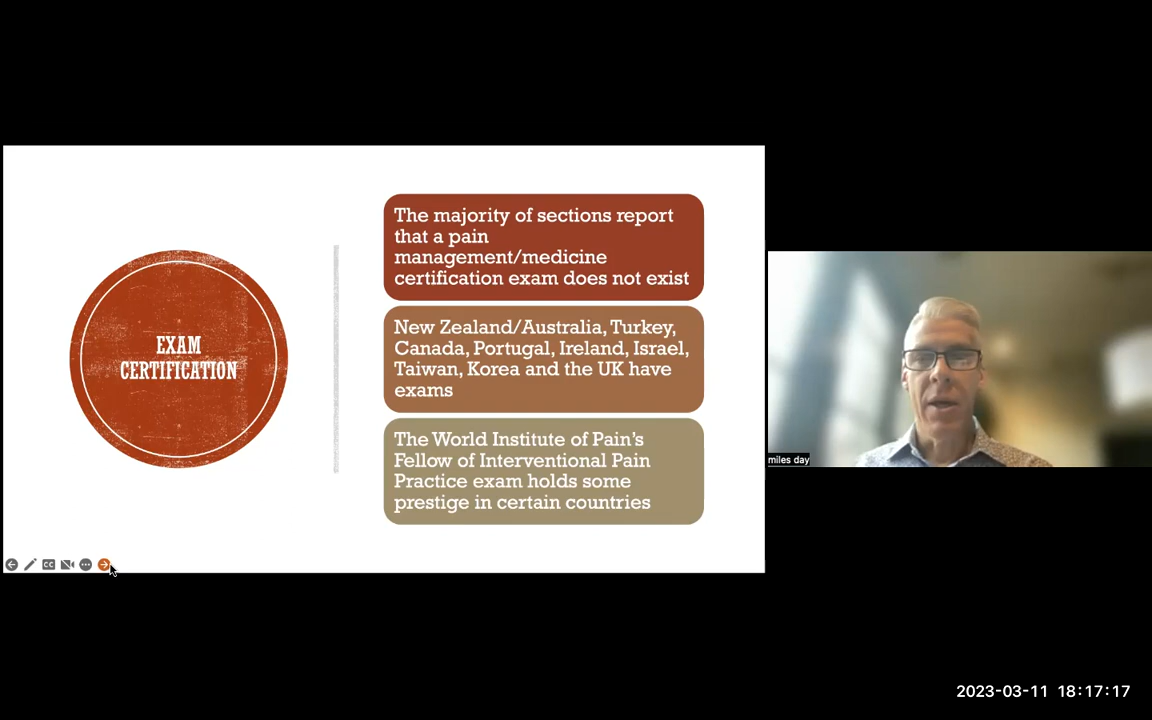 EXAM
CERTIFICATION
The majority of sections report
that a pain
management/medicine
certification exam does not exist
New Zealand/Australia, Turkey,
Canada, Portugal, Ireland, Israel,
Taiwan, Korea and the UK have
exams
The World Institute of Pain’s
Fellow of Interventional Pain
Practice exam holds some
prestige in certain countries
CC
miles day
2023-03-11 18:17:17